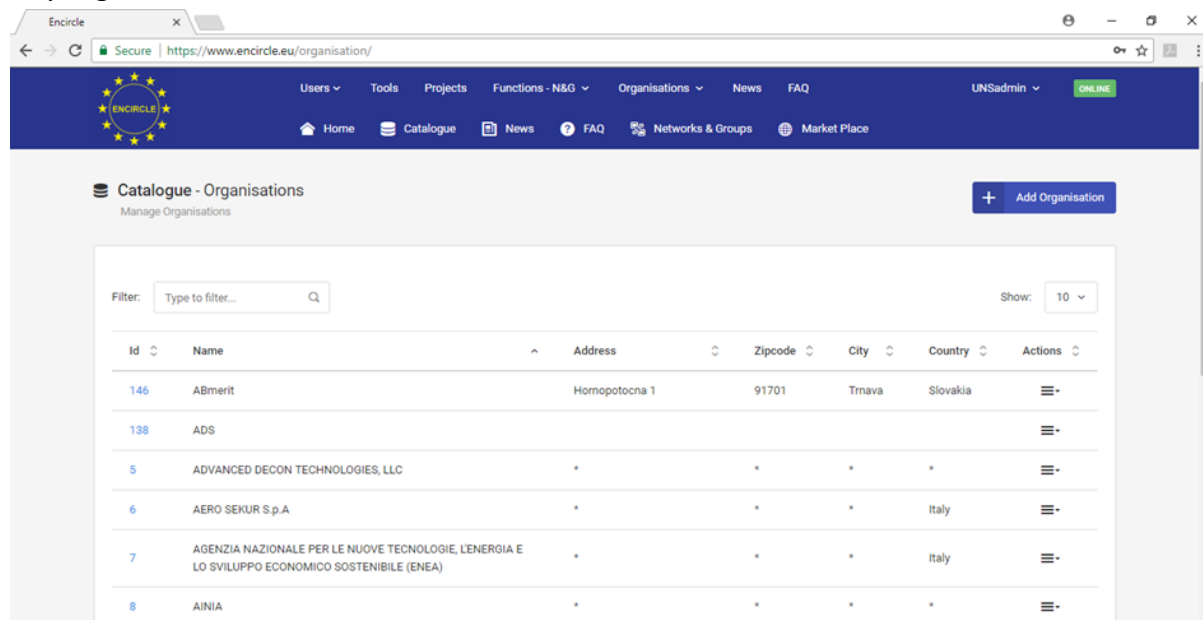 Encircle
Secure | https://www.encircle.eu/organisation/
ENCIRCLE
Users Tools Projects Functions - N&G Organisations News FAQ UNSadmin ONLINE
Home Catalogue News FAQ Networks & Groups Market Place
Catalogue - Organisations
Manage Organisations
+ Add Organisation
Filter: Type to filter... Show: 10
Id Name Address Zipcode City Country Actions
146 ABmerit Hornopotocna 1 91701 Trnava Slovakia
138 ADS
5 ADVANCED DECON TECHNOLOGIES, LLC * * * *
6 AERO SEKUR S.p.A * * * Italy
7 AGENZIA NAZIONALE PER LE NUOVE TECNOLOGIE, L'ENERGIA E
LO SVILUPPO ECONOMICO SOSTENIBILE (ENEA) * * * Italy
8 AINIA * * * *